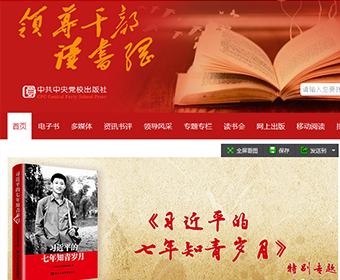 领导干部
读书网
中共中央党校出版社
CPC Central Party School Press
请输入您要找
首页 电子书 多媒体 资讯书评 领导风采 专题专栏 读书会 网上出版 移动阅读
全屏看图 保存 发送到
习近平的七年知青岁月
习近平的
七年知青岁月
《习近平的
七年知青岁月》
特别专题